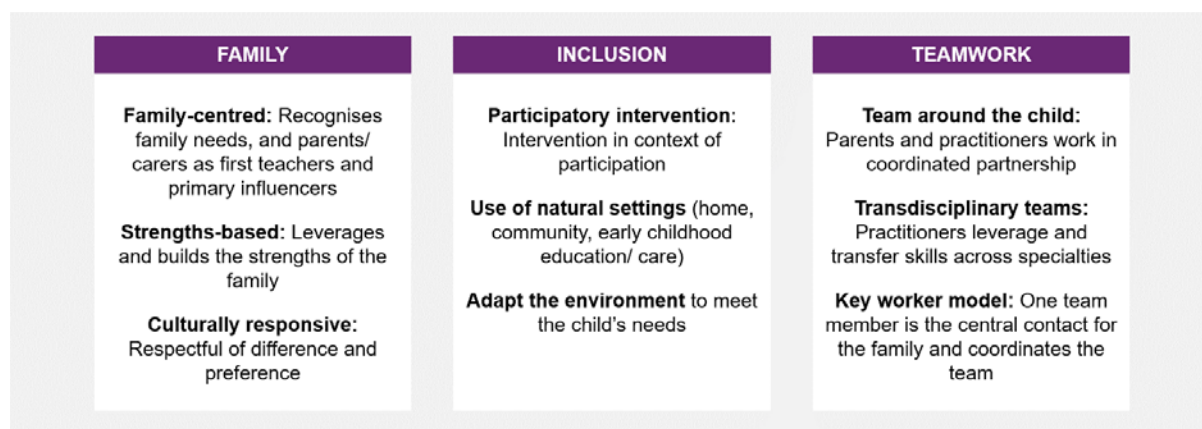 FAMILY
Family-centred: Recognises
family needs, and parents/
carers as first teachers and
primary influencers
Strengths-based: Leverages
and builds the strengths of the
family
Culturally responsive:
Respectful of difference and
preference
INCLUSION
Participatory intervention:
Intervention in context of
participation
Use of natural settings (home,
community, early childhood
education/ care)
Adapt the environment to meet
the child's needs
TEAMWORK
Team around the child:
Parents and practitioners work in
coordinated partnership
Transdisciplinary teams:
Practitioners leverage and
transfer skills across specialties
Key worker model: One team
member is the central contact for
the family and coordinates the
team